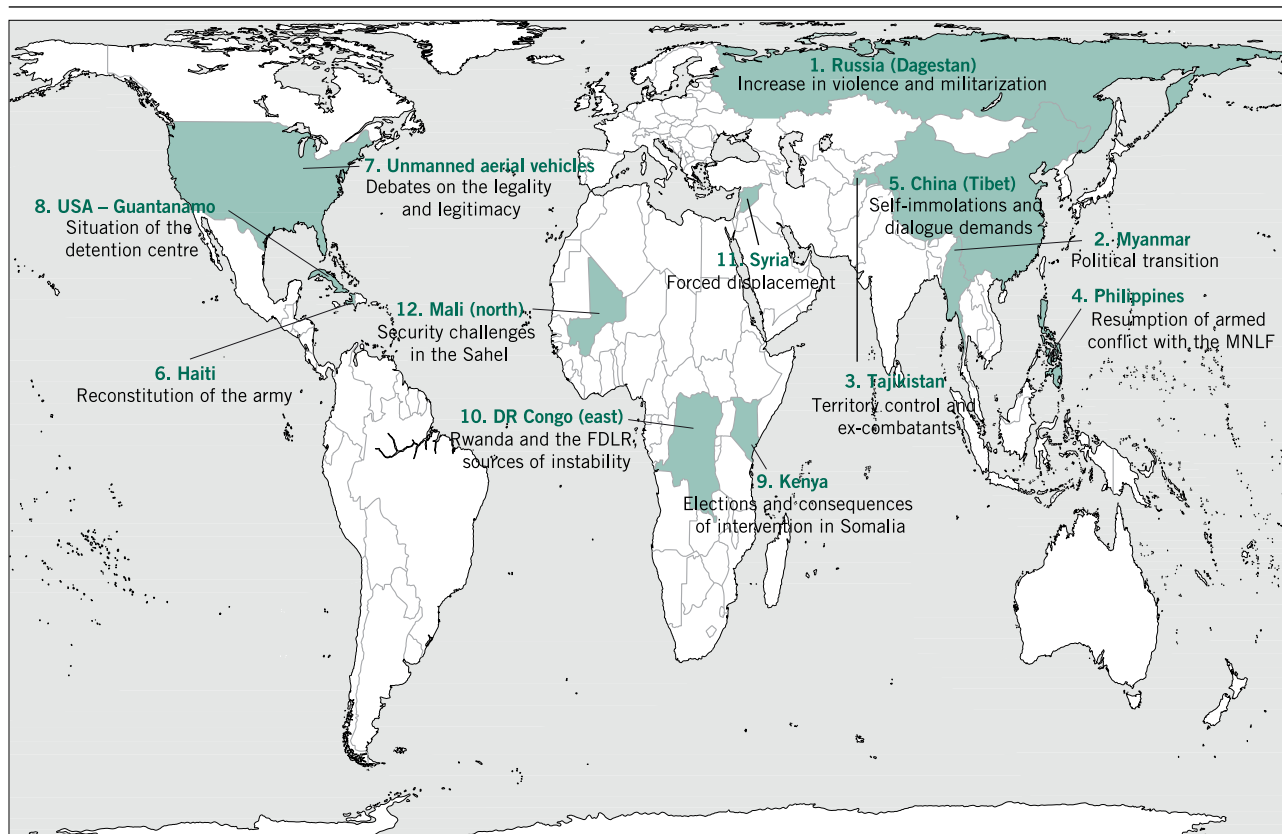 1. Russia (Dagestan)
Increase in violence and militarization
7. Unmanned aerial vehicles
Debates on the legality
and legitimacy
8. USA – Guantanamo
Situation of the
detention centre
5. China (Tibet)
Self-immolations and
dialogue demands
2. Myanmar
Political transition
11. Syria
Forced displacement
4. Philippines
Resumption of armed
conflict with the MNLF
12. Mali (north)
Security challenges
in the Sahel
6. Haiti
Reconstitution of the army
3. Tajikistan
Territory control and
ex-combatants
10. DR Congo (east)
Rwanda and the FDLR,
sources of instability
9. Kenya
Elections and consequences
of intervention in Somalia